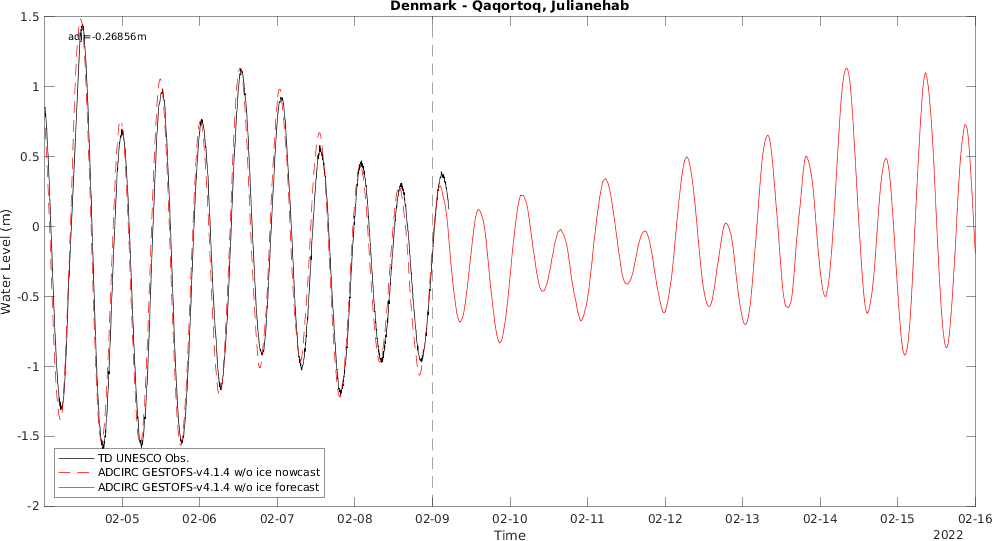 Denmark - Qaqortoq, Julianehab
adj=-0.26856m
Water Level (m)
1.5
1
0.5
0
-0.5
-1
-1.5
-2
TD UNESCO Obs.
ADCIRC GESTOFS-v4.1.4 w/o ice nowcast
ADCIRC GESTOFS-v4.1.4 w/o ice forecast
02-05 02-06 02-07 02-08 02-09 02-10 02-11 02-12 02-13 02-14 02-15 02-16
Time
2022